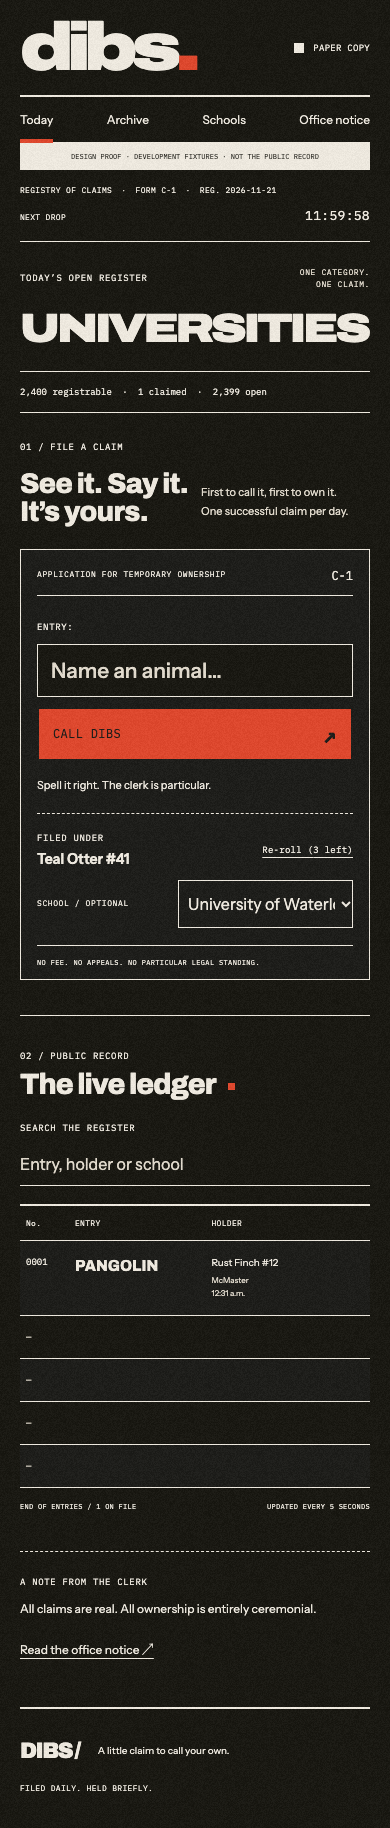 dibs.
PAPER COPY
Today Archive Schools Office notice
DESIGN PROOF · DEVELOPMENT FIXTURES · NOT THE PUBLIC RECORD
REGISTRY OF CLAIMS · FORM C-1 · REG. 2026-11-21
NEXT DROP 11:59:58
TODAY'S OPEN REGISTER
ONE CATEGORY.
ONE CLAIM.
UNIVERSITIES
2,400 registrable · 1 claimed · 2,399 open
01 / FILE A CLAIM
See it. Say it.
It's yours.
First to call it, first to own it.
One successful claim per day.
APPLICATION FOR TEMPORARY OWNERSHIP C-1
ENTRY:
Name an animal...
CALL DIBS ↗
Spell it right. The clerk is particular.
FILED UNDER
Teal Otter #41
Re-roll (3 left)
SCHOOL / OPTIONAL
University of Waterl
NO FEE. NO APPEALS. NO PARTICULAR LEGAL STANDING.
02 / PUBLIC RECORD
The live ledger
SEARCH THE REGISTER
Entry, holder or school
No. ENTRY HOLDER
0001 PANGOLIN Rust Finch #12
McMaster
12:31 a.m.
—
—
—
—
END OF ENTRIES / 1 ON FILE UPDATED EVERY 5 SECONDS
A NOTE FROM THE CLERK
All claims are real. All ownership is entirely ceremonial.
Read the office notice ↗
DIBS/ A little claim to call your own.
FILED DAILY. HELD BRIEFLY.